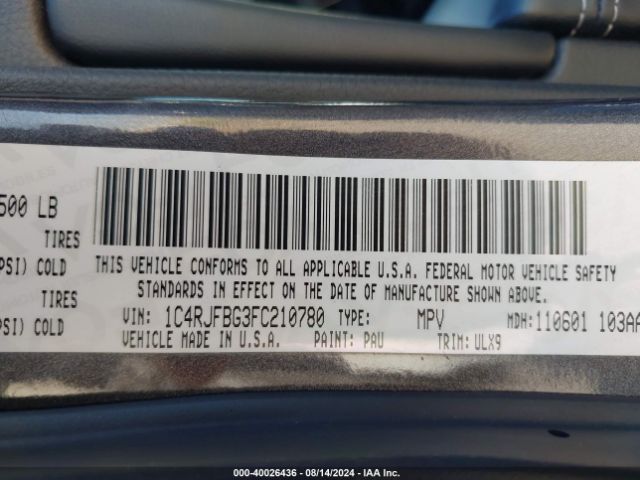 500 LB
TIRES
PSI) COLD
TIRES
PSI) COLD
THIS VEHICLE CONFORMS TO ALL APPLICABLE U.S.A. FEDERAL MOTOR VEHICLE SAFETY
STANDARDS IN EFFECT ON THE DATE OF MANUFACTURE SHOWN ABOVE.
VIN: 1C4RJFBG3FC210780 TYPE: MPV MDH: 110601 103AA
VEHICLE MADE IN U.S.A. PAINT: PAU TRIM: ULX9
000-40026436 - 08/14/2024 - IAA Inc.